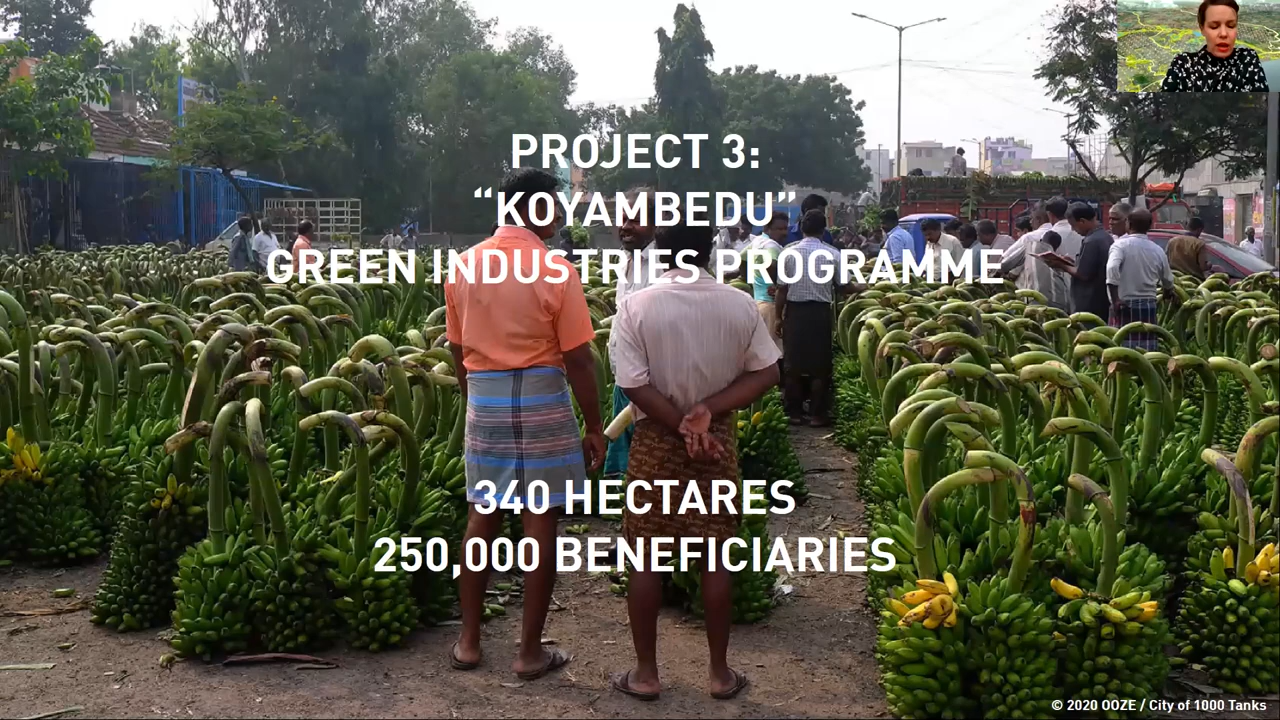 PROJECT 3:
“KOYAMBEDU”
GREEN INDUSTRIES PROGRAMME
340 HECTARES
250,000 BENEFICIARIES
© 2020 OOZE / City of 1000 Tanks